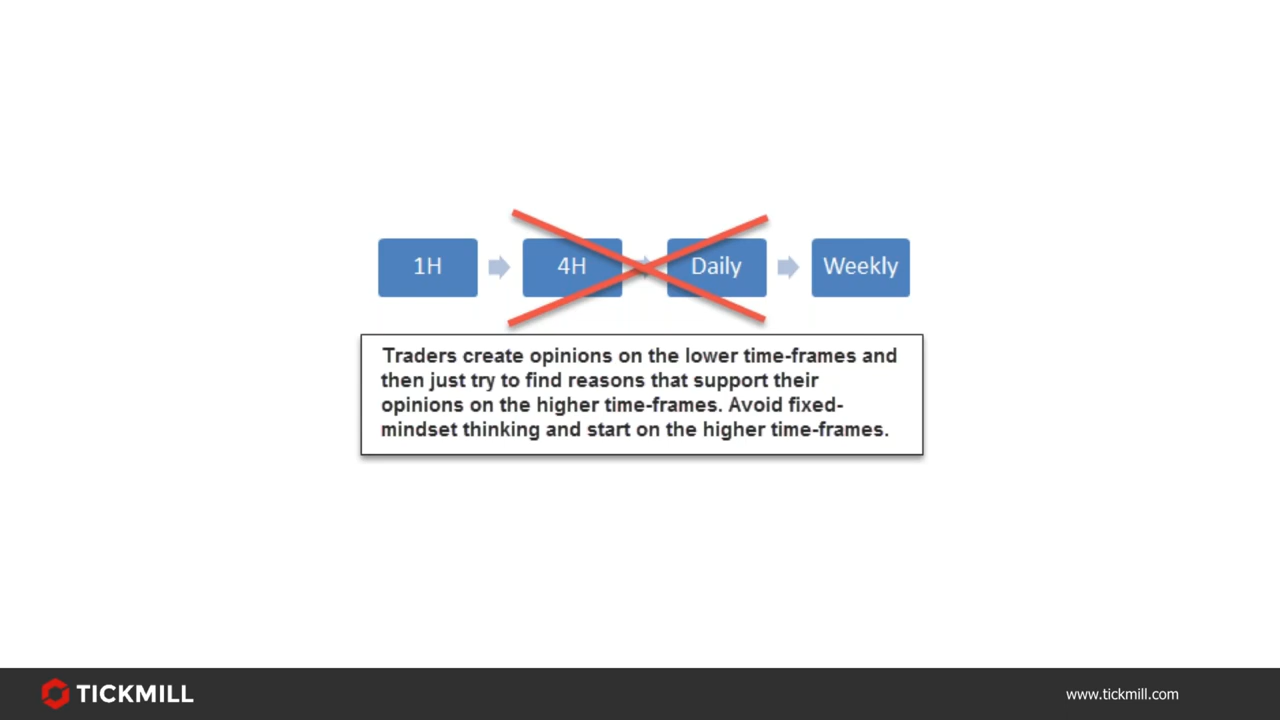 1H
4H
Daily
Weekly
Traders create opinions on the lower time-frames and
then just try to find reasons that support their
opinions on the higher time-frames. Avoid fixed-
mindset thinking and start on the higher time-frames.
TICKMILL
www.tickmill.com